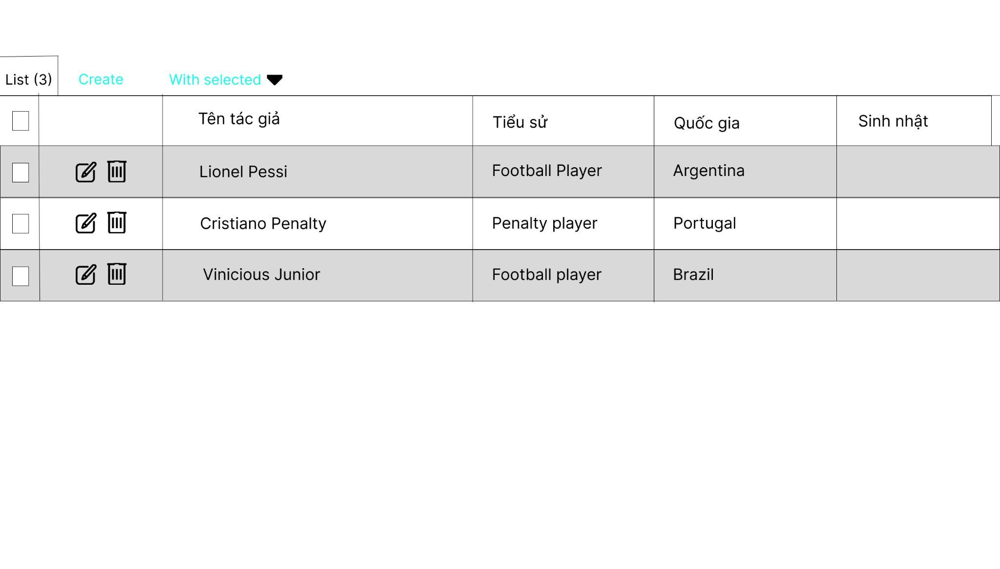 List (3) Create With selected
Tên tác giả Tiểu sử Quốc gia Sinh nhật
Lionel Pessi Football Player Argentina
Cristiano Penalty Penalty player Portugal
Vinicious Junior Football player Brazil